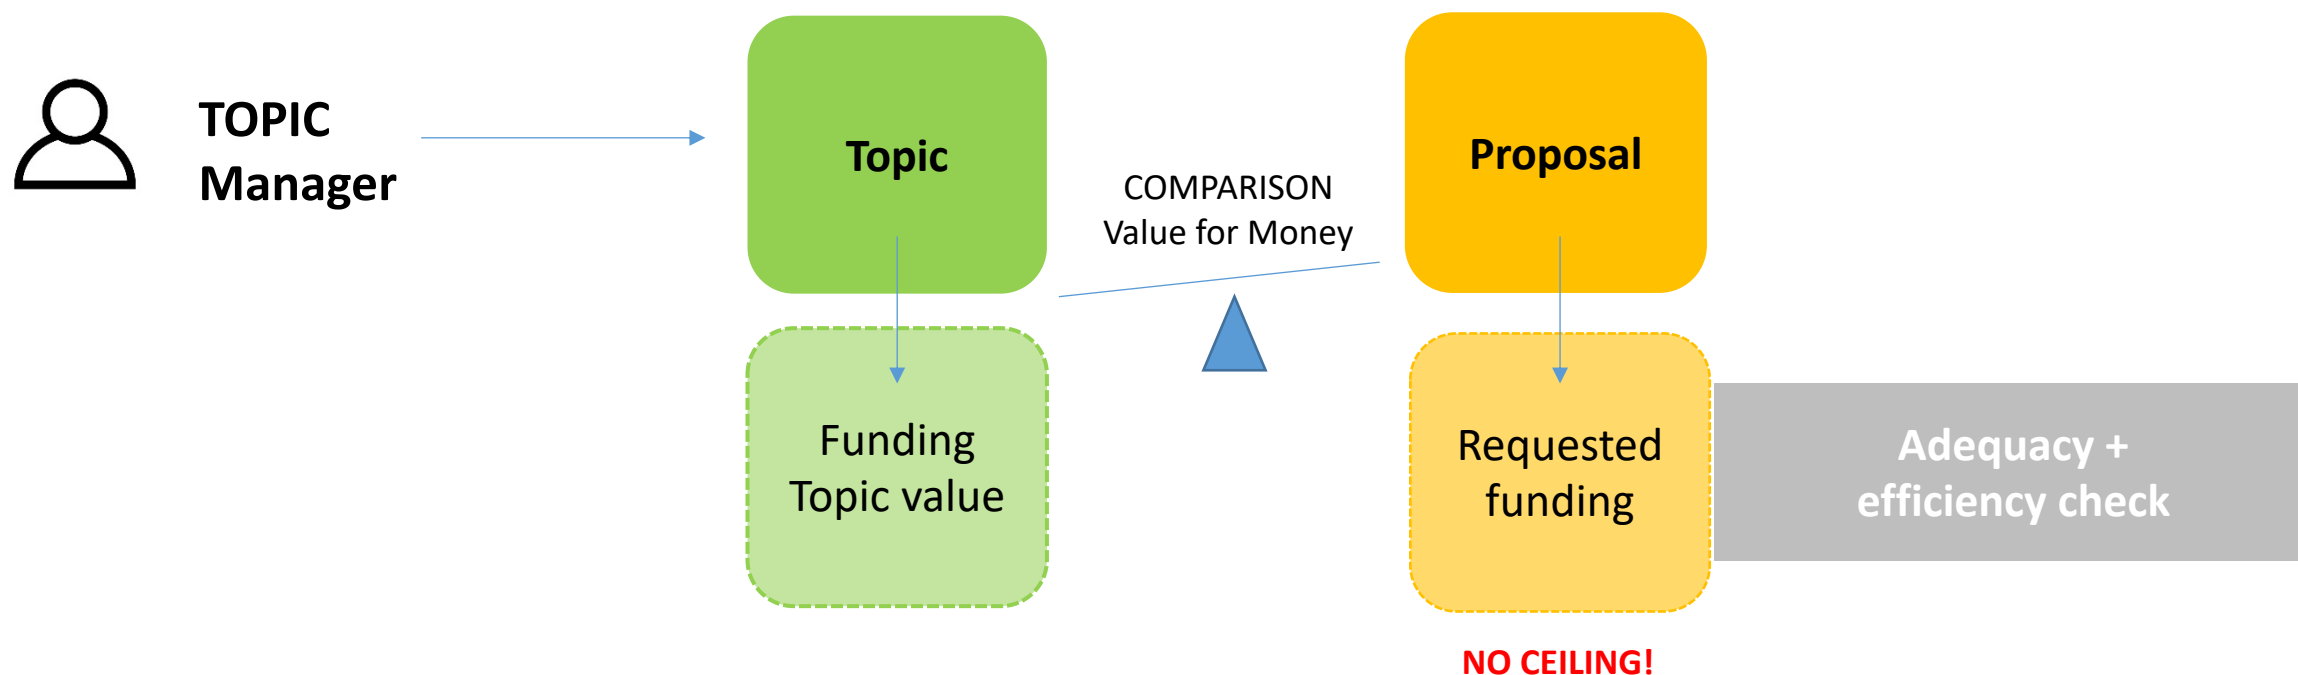 TOPIC
Manager
Topic
COMPARISON
Value for Money
Proposal
Funding
Topic value
Requested
funding
Adequacy +
efficiency check
NO CEILING!